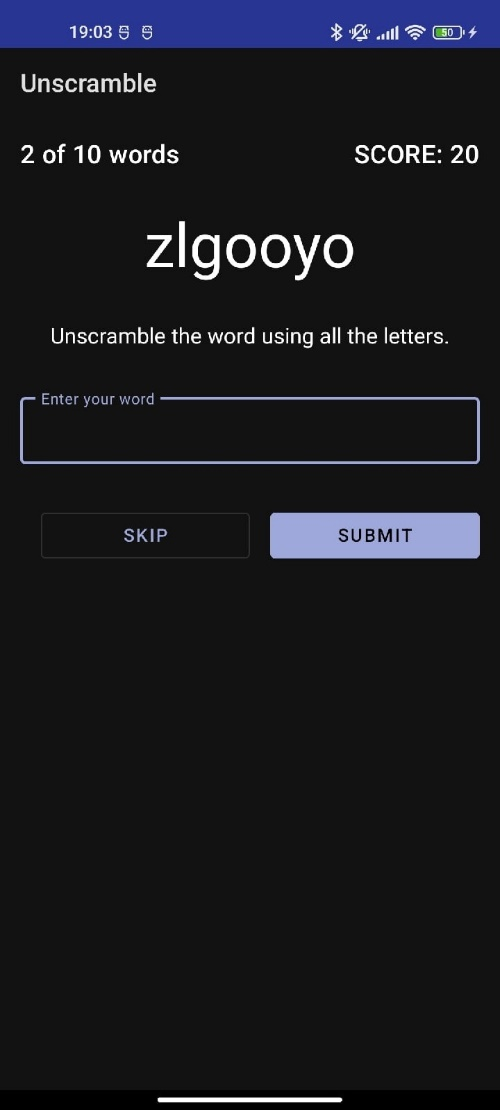 19:03
50
Unscramble
2 of 10 words SCORE: 20
zlgooyo
Unscramble the word using all the letters.
Enter your word
SKIP SUBMIT